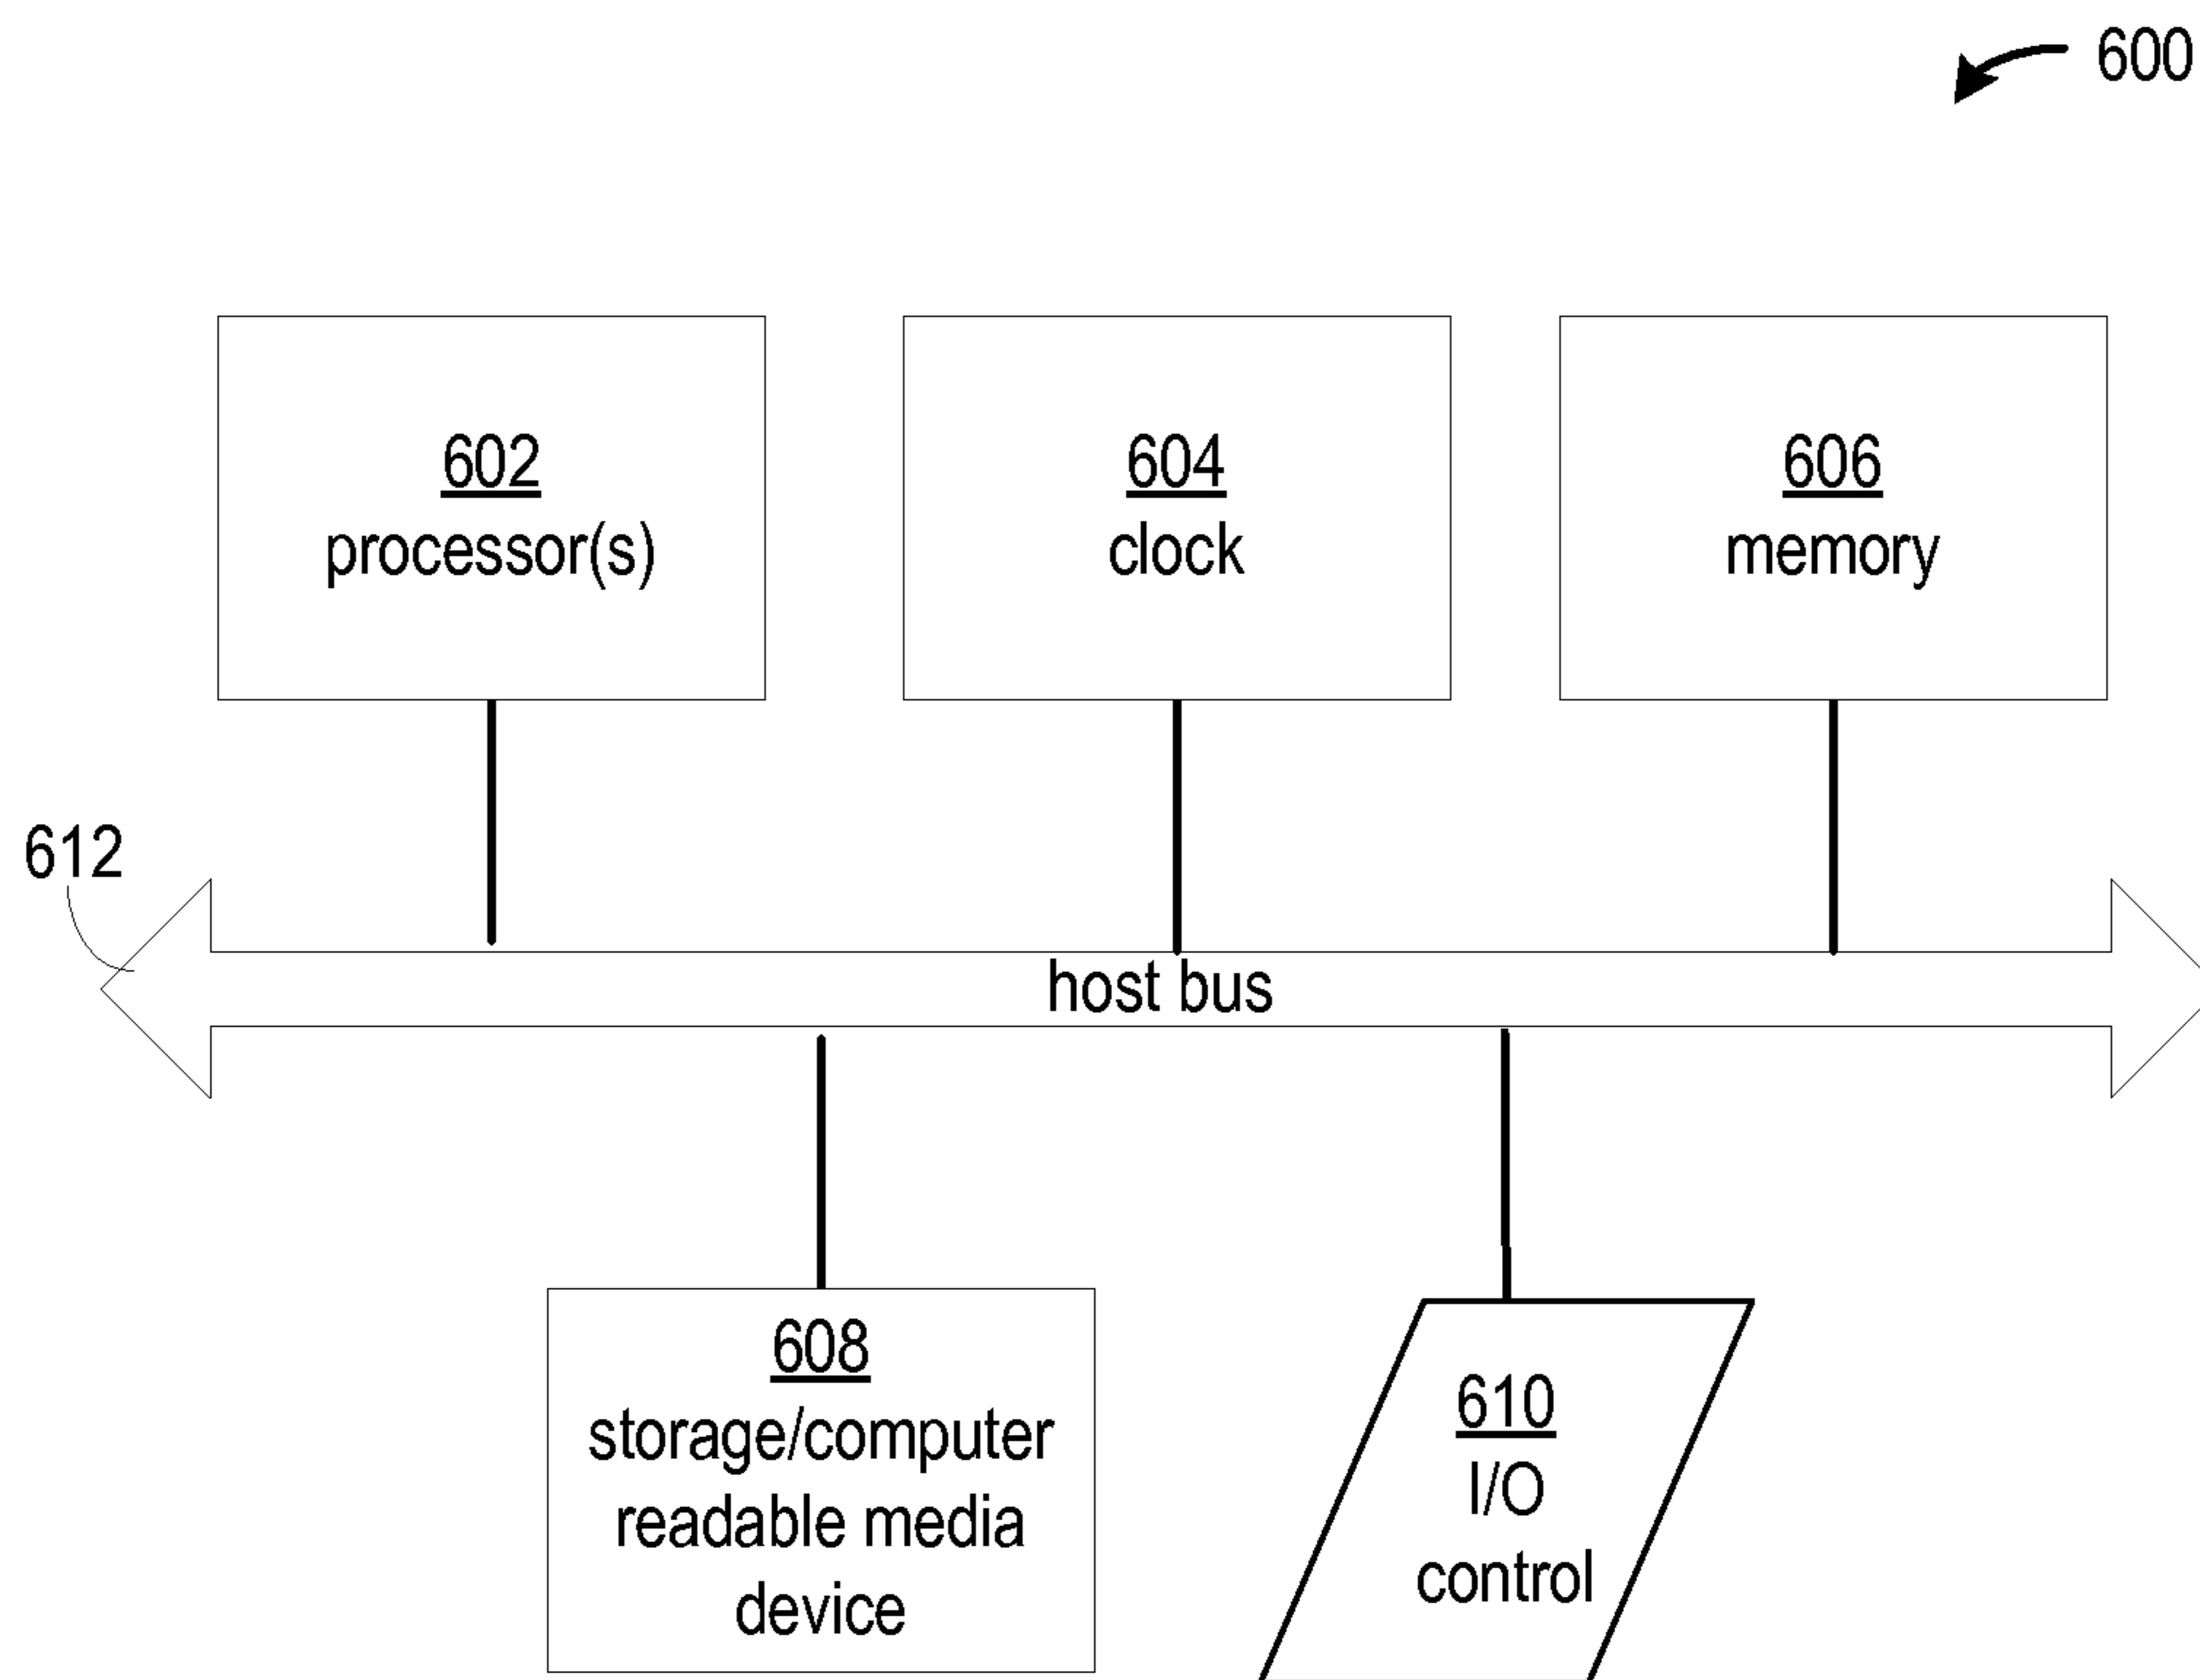 600
602
processor(s)
604
clock
606
memory
612
host bus
608
storage/computer
readable media
device
610
I/O
control